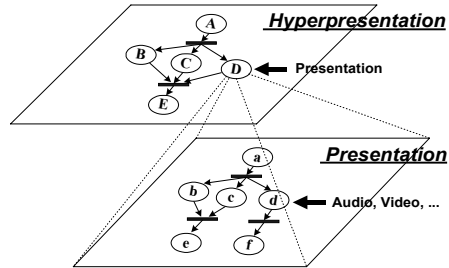 Hyperpresentation
A
B
C
D
Presentation
E
Presentation
a
b
c
d
Audio, Video, ...
e
f